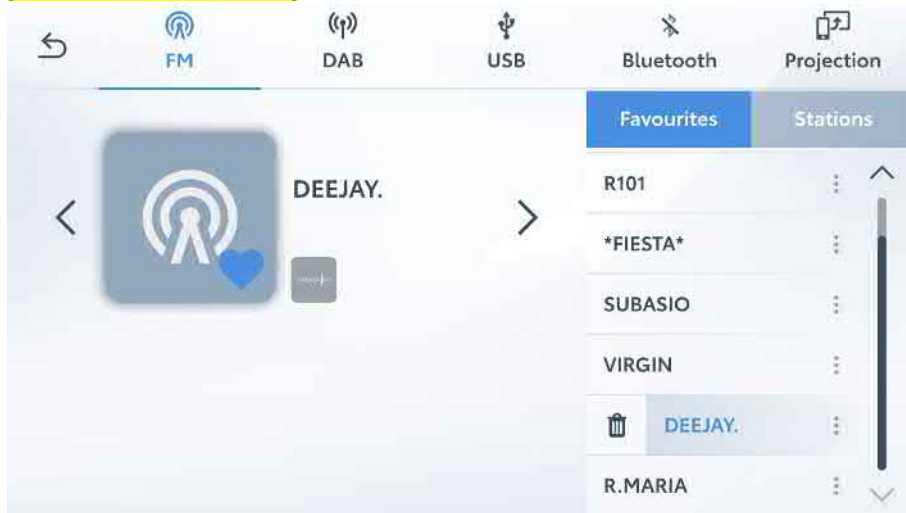 FM
DAB
USB
Bluetooth
Projection
Favourites
Stations
DEEJAY.
R101
*FIESTA*
SUBASIO
VIRGIN
DEEJAY.
R.MARIA